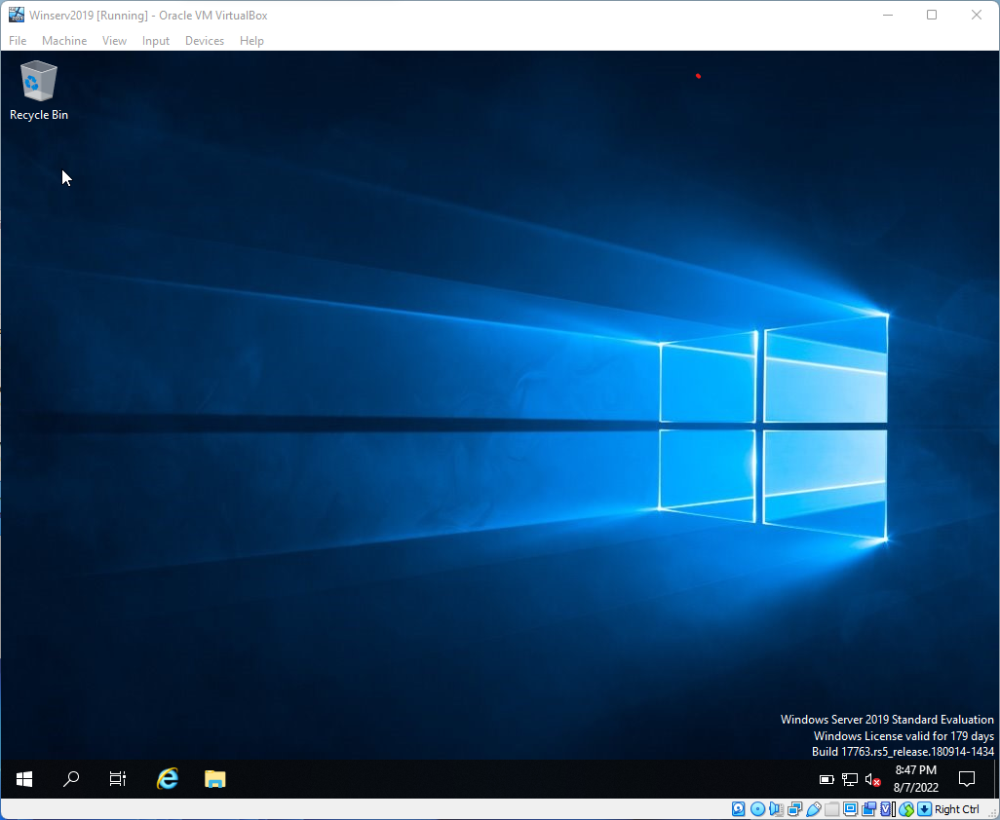 Winserv2019 [Running] - Oracle VM VirtualBox
File Machine View Input Devices Help
Recycle Bin
Windows Server 2019 Standard Evaluation
Windows License valid for 179 days
Build 17763.rs5_release.180914-1434
8:47 PM
8/7/2022
Right Ctrl